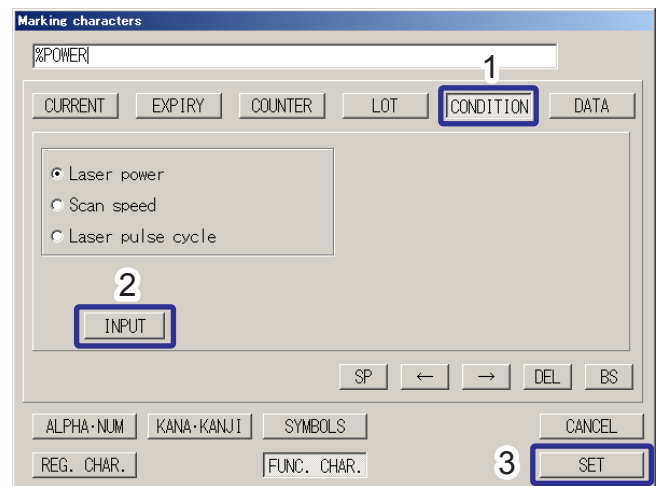 Marking characters
%POWER
1
CURRENT EXPIRY COUNTER LOT CONDITION DATA
Laser power
Scan speed
Laser pulse cycle
2
INPUT
SP ← → DEL BS
ALPHA·NUM KANA·KANJI SYMBOLS CANCEL
REG. CHAR. FUNC. CHAR. 3 SET